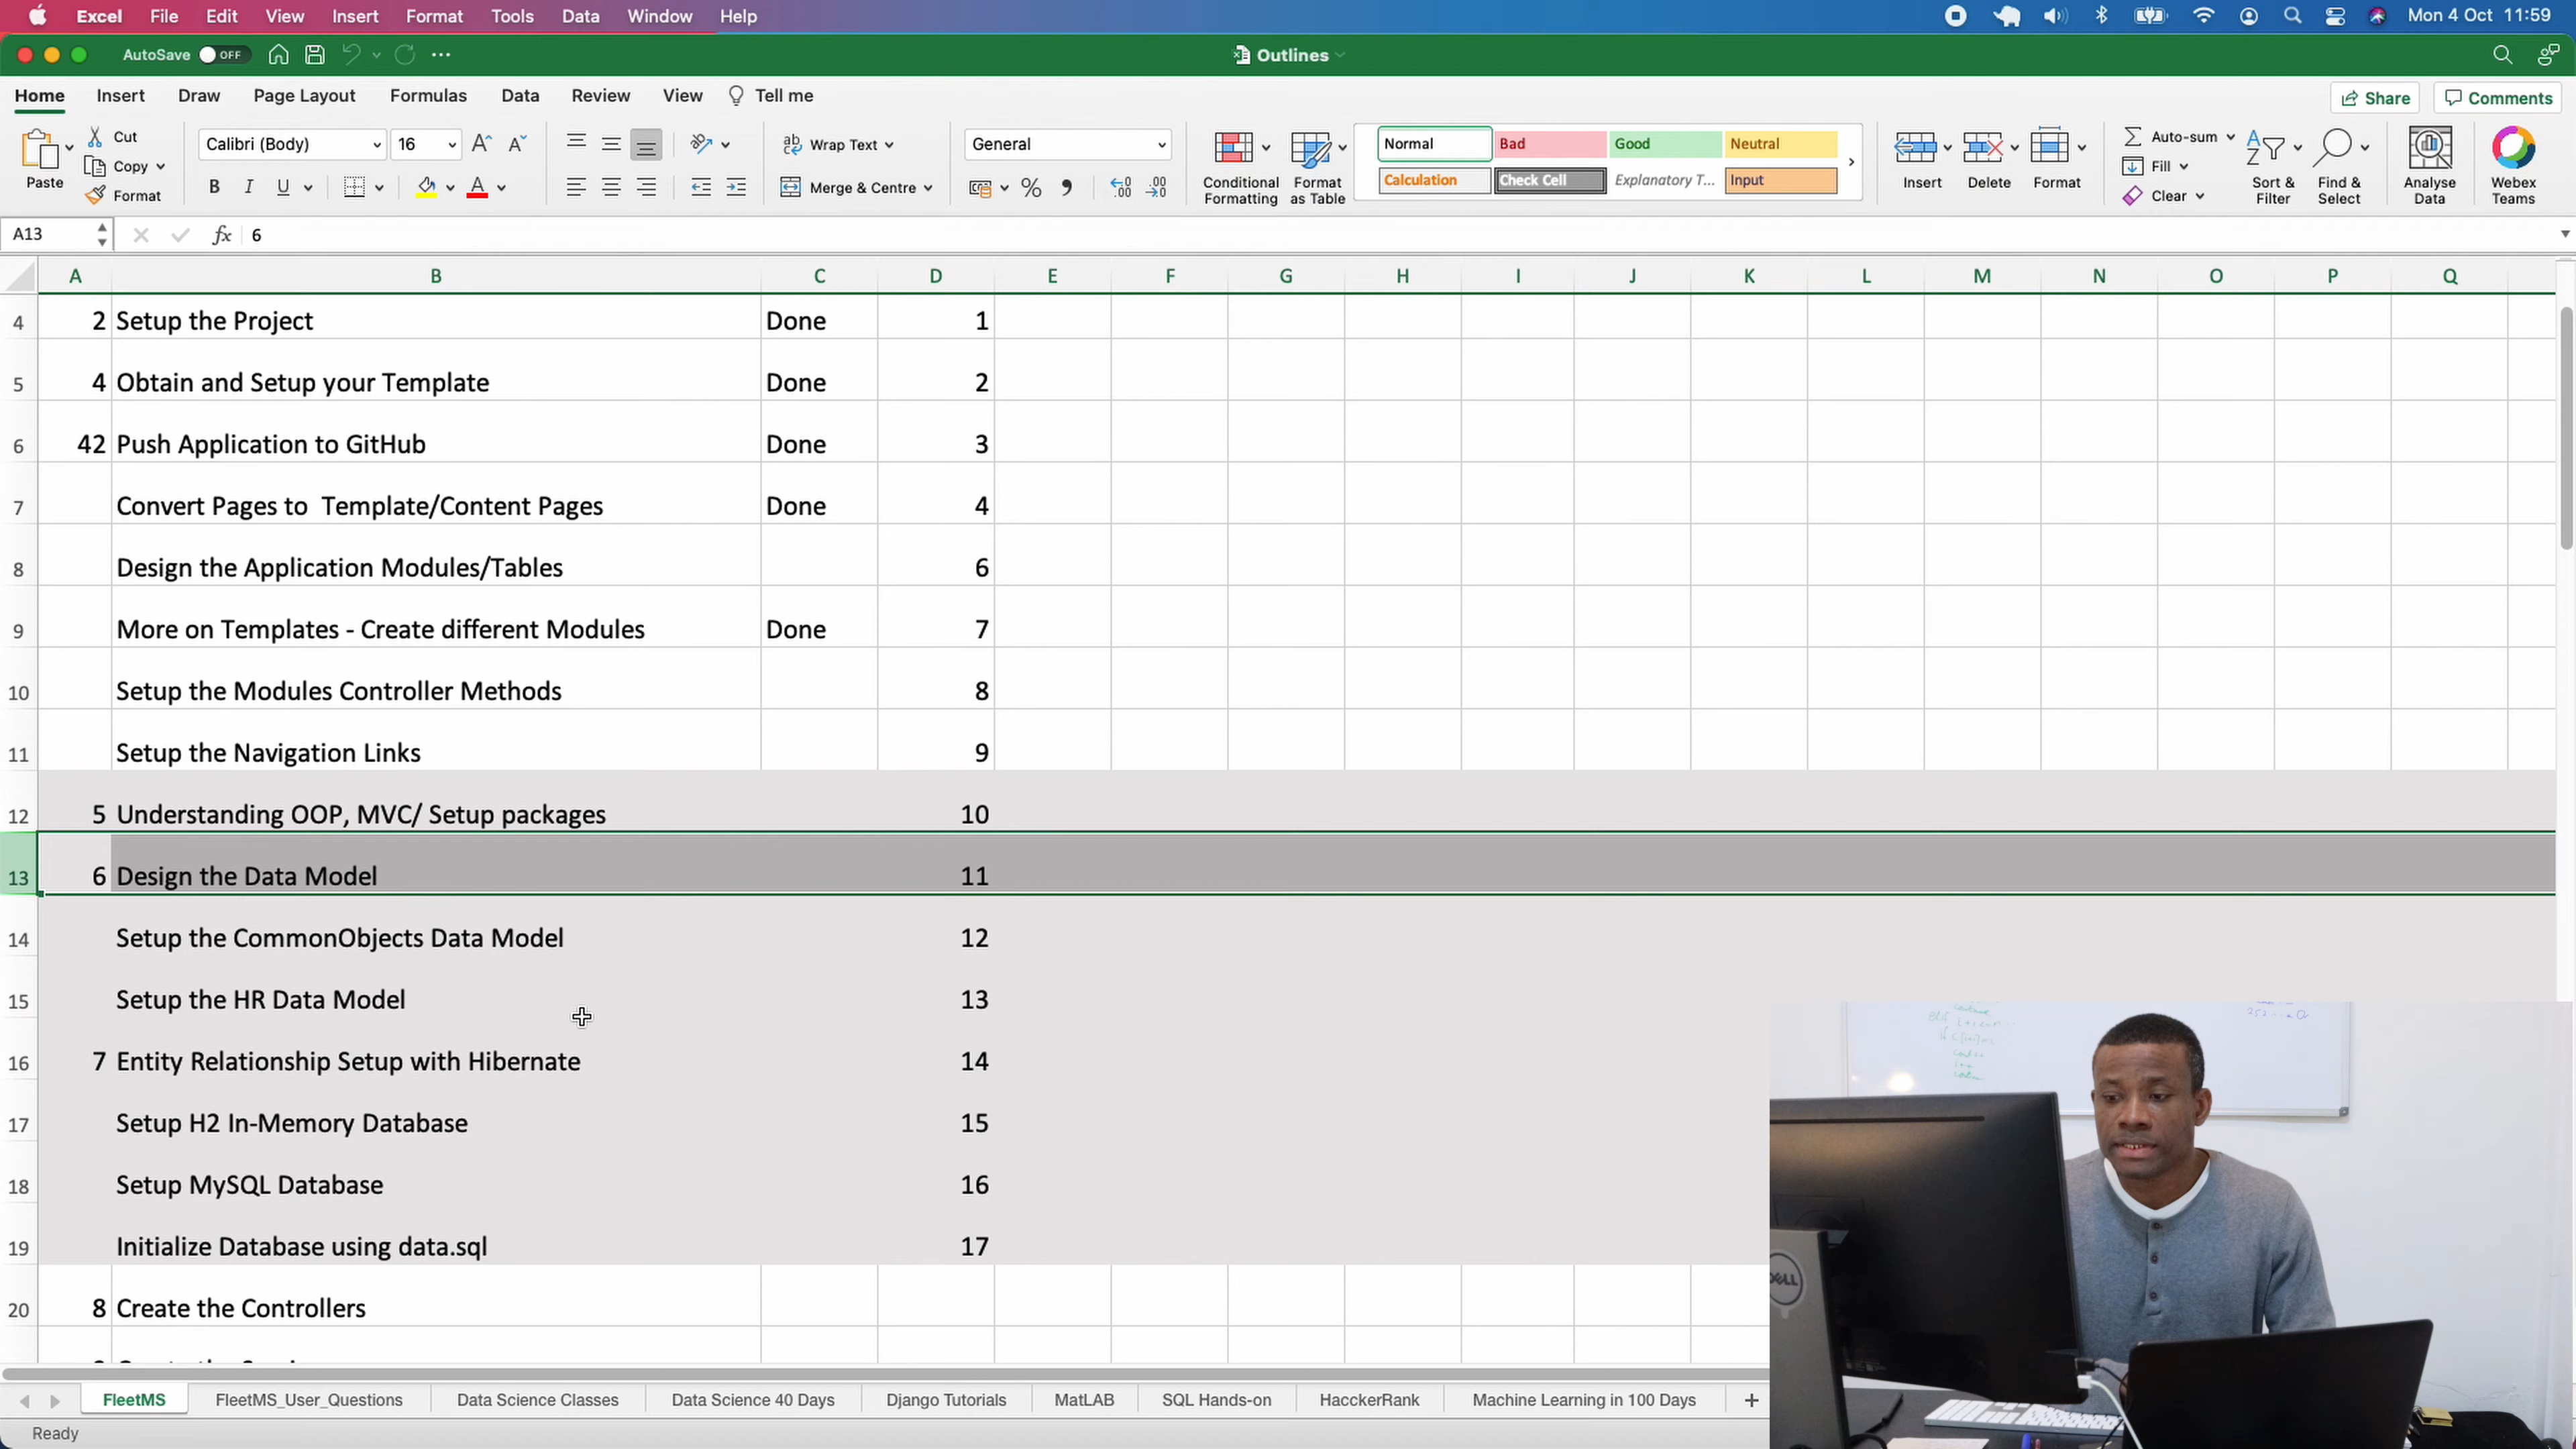 Excel File Edit View Insert Format Tools Data Window Help Mon 4 Oct 11:59
AutoSave OFF Outlines
Home Insert Draw Page Layout Formulas Data Review View Tell me Share Comments
Paste Cut Copy Format
Calibri (Body) 16
B I U
Wrap Text
Merge & Centre
General
Conditional Formatting
Format as Table
Normal Bad Good Neutral
Calculation Check Cell Explanatory T... Input
Insert Delete Format
Auto-sum
Fill
Clear
Sort & Filter
Find & Select
Analyse Data
Webex Teams
A13 fx 6
A B C D E F G H I J K L M N O P Q
4 2 Setup the Project Done 1
5 4 Obtain and Setup your Template Done 2
6 42 Push Application to GitHub Done 3
7 Convert Pages to Template/Content Pages Done 4
8 Design the Application Modules/Tables 6
9 More on Templates - Create different Modules Done 7
10 Setup the Modules Controller Methods 8
11 Setup the Navigation Links 9
12 5 Understanding OOP, MVC/ Setup packages 10
13 6 Design the Data Model 11
14 Setup the CommonObjects Data Model 12
15 Setup the HR Data Model 13
16 7 Entity Relationship Setup with Hibernate 14
17 Setup H2 In-Memory Database 15
18 Setup MySQL Database 16
19 Initialize Database using data.sql 17
20 8 Create the Controllers
DELL
FleetMS FleetMS_User_Questions Data Science Classes Data Science 40 Days Django Tutorials MatLAB SQL Hands-on HacckerRank Machine Learning in 100 Days +
Ready